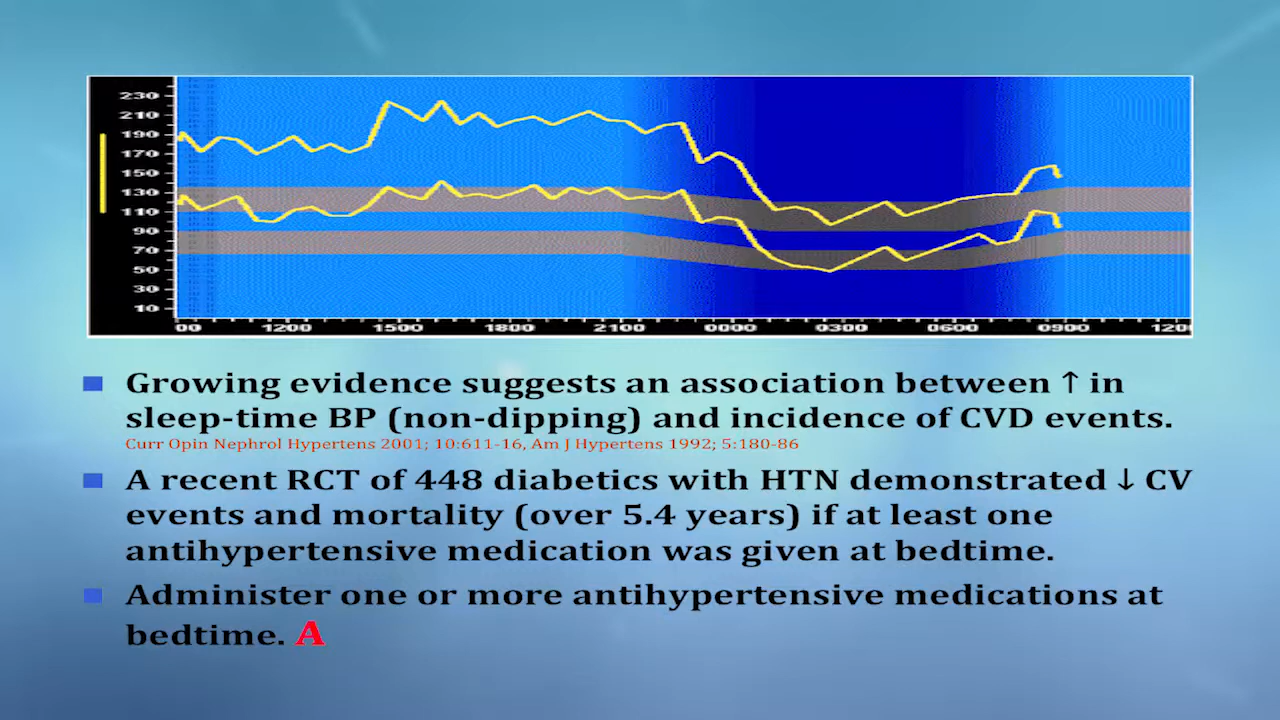 230
210
190
170
150
130
110
90
70
50
30
10
00 1200 1500 1800 2100 0000 0300 0600 0900 120
Growing evidence suggests an association between ↑ in
sleep-time BP (non-dipping) and incidence of CVD events.
Curr Opin Nephrol Hypertens 2001; 10:611-16, Am J Hypertens 1992; 5:180-86
A recent RCT of 448 diabetics with HTN demonstrated ↓ CV
events and mortality (over 5.4 years) if at least one
antihypertensive medication was given at bedtime.
Administer one or more antihypertensive medications at
bedtime. A